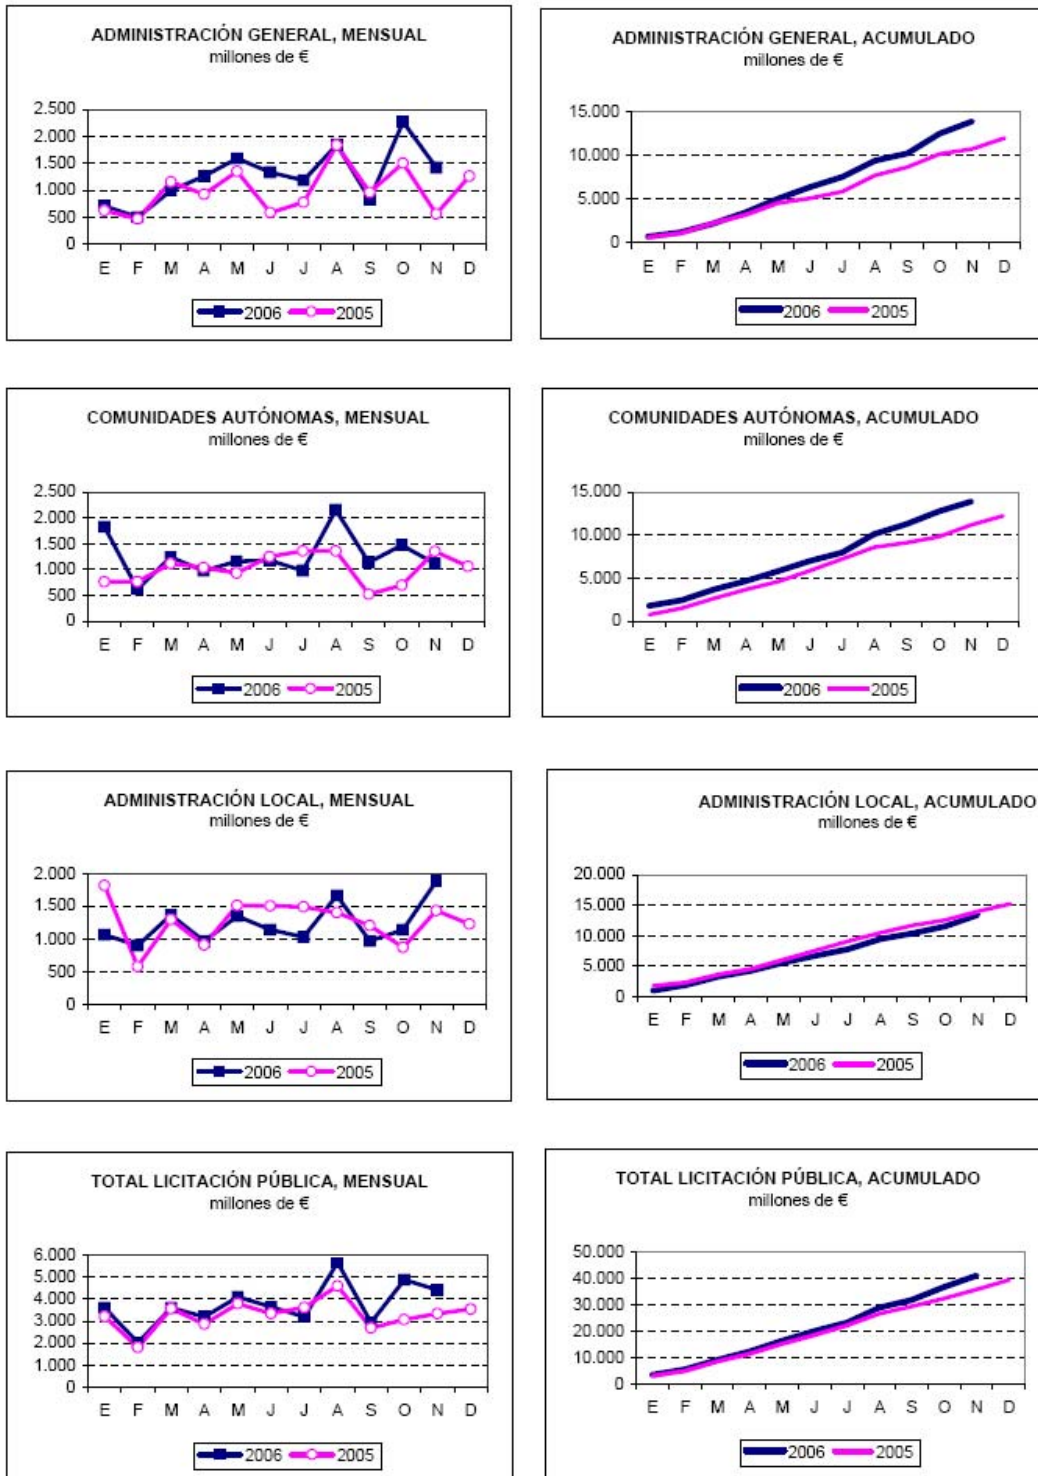 ADMINISTRACIÓN GENERAL, MENSUAL
millones de €
2.500
2.000
1.500
1.000
500
0
E F M A M J J A S O N D
2006 2005
ADMINISTRACIÓN GENERAL, ACUMULADO
millones de €
15.000
10.000
5.000
0
E F M A M J J A S O N D
2006 2005
COMUNIDADES AUTÓNOMAS, MENSUAL
millones de €
2.500
2.000
1.500
1.000
500
0
E F M A M J J A S O N D
2006 2005
COMUNIDADES AUTÓNOMAS, ACUMULADO
millones de €
15.000
10.000
5.000
0
E F M A M J J A S O N D
2006 2005
ADMINISTRACIÓN LOCAL, MENSUAL
millones de €
2.000
1.500
1.000
500
0
E F M A M J J A S O N D
2006 2005
ADMINISTRACIÓN LOCAL, ACUMULADO
millones de €
20.000
15.000
10.000
5.000
0
E F M A M J J A S O N D
2006 2005
TOTAL LICITACIÓN PÚBLICA, MENSUAL
millones de €
6.000
5.000
4.000
3.000
2.000
1.000
0
E F M A M J J A S O N D
2006 2005
TOTAL LICITACIÓN PÚBLICA, ACUMULADO
millones de €
50.000
40.000
30.000
20.000
10.000
0
E F M A M J J A S O N D
2006 2005